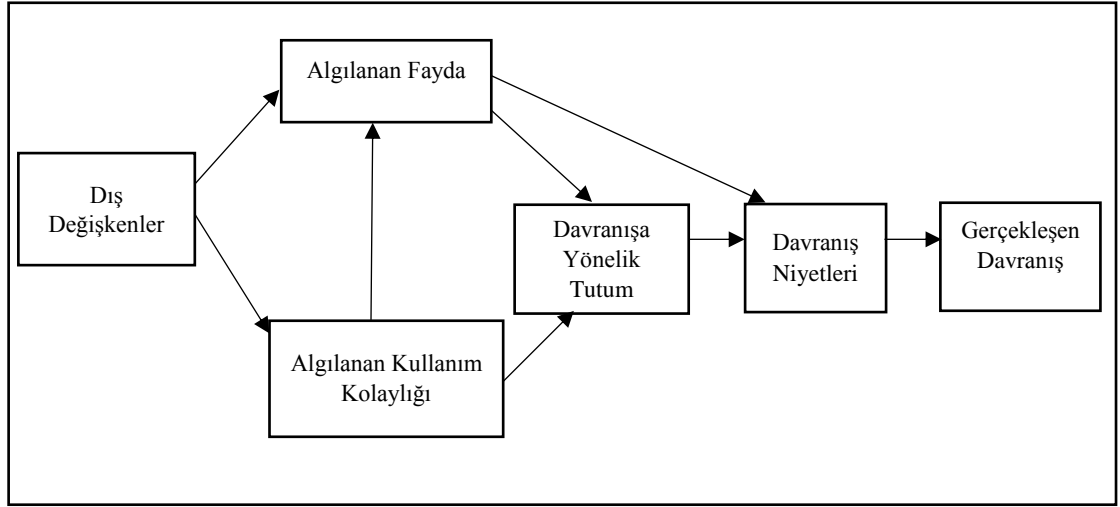 Algılanan Fayda
Dış
Değişkenler
Davranışa
Yönelik
Tutum
Davranış
Niyetleri
Gerçekleşen
Davranış
Algılanan Kullanım
Kolaylığı